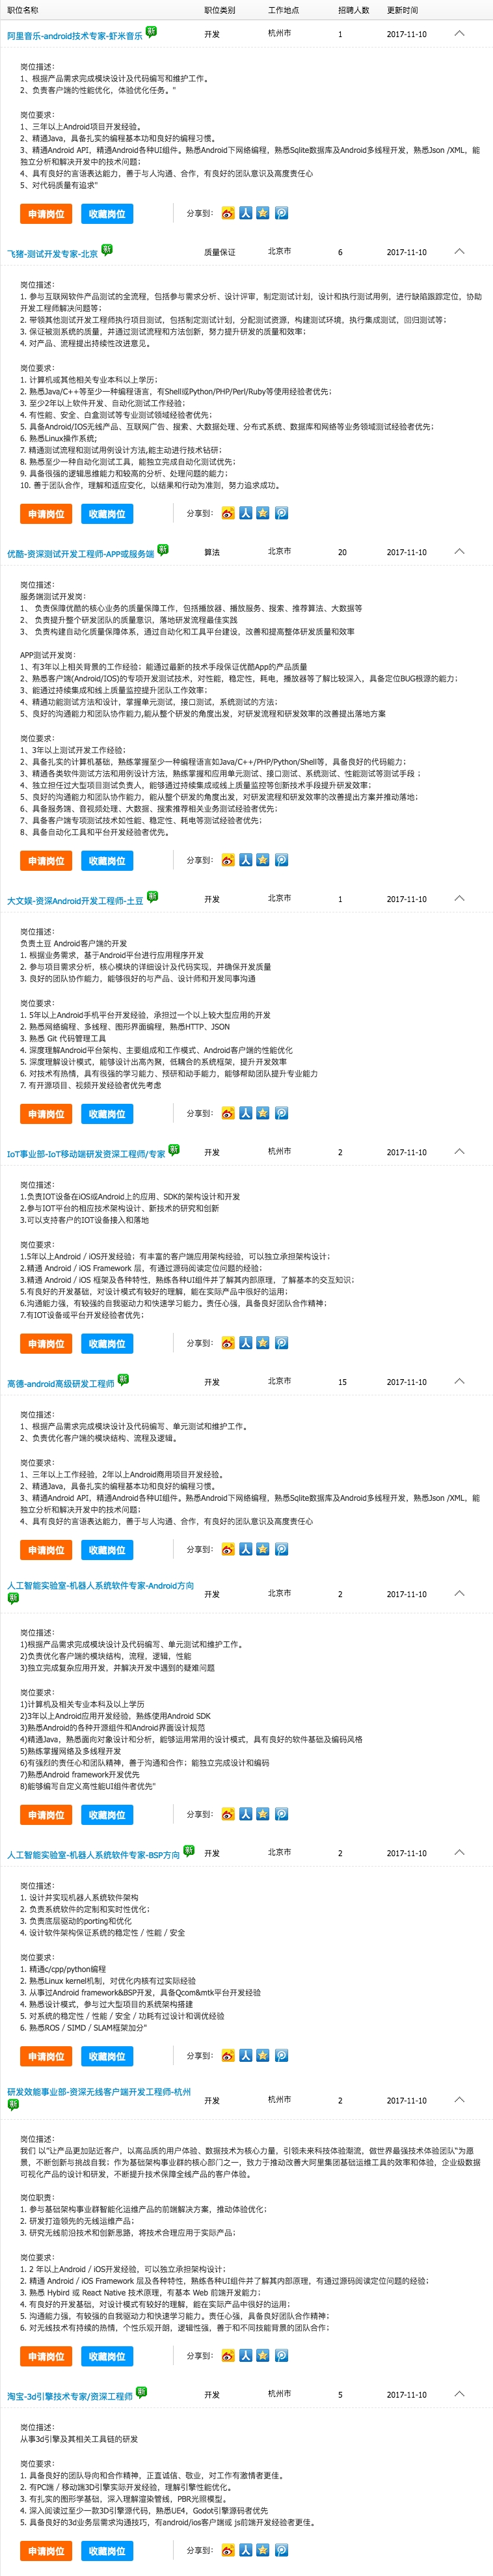 职位名称 职位类别 工作地点 招聘人数 更新时间
阿里音乐-android技术专家-虾米音乐 新 开发 杭州市 1 2017-11-10
岗位描述:
1、根据产品需求完成模块设计及代码编写和维护工作。
2、负责客户端的性能优化，体验优化任务。"
岗位要求:
1、三年以上Android项目开发经验。
2、精通Java，具备扎实的编程基本功和良好的编程习惯。
3、精通Android API，精通Android各种UI组件。熟悉Android下网络编程，熟悉Sqlite数据库及Android多线程开发，熟悉Json /XML，能
独立分析和解决开发中的技术问题;
4、具有良好的言语表达能力，善于与人沟通、合作，有良好的团队意识及高度责任心
5、对代码质量有追求"
申请岗位 收藏岗位 分享到:
飞猪-测试开发专家-北京 新 质量保证 北京市 6 2017-11-10
岗位描述:
1. 参与互联网软件产品测试的全流程，包括参与需求分析、设计评审，制定测试计划，设计和执行测试用例，进行缺陷跟踪定位，协助
开发工程师解决问题等；
2. 带领其他测试开发工程师执行项目测试，包括制定测试计划，分配测试资源，构建测试环境，执行集成测试，回归测试等；
3. 保证被测系统的质量，并通过测试流程和方法创新，努力提升研发的质量和效率；
4. 对产品、流程提出持续性改进意见。
岗位要求:
1. 计算机或其他相关专业本科以上学历；
2. 熟悉Java/C++等至少一种编程语言，有Shell或Python/PHP/Perl/Ruby等使用经验者优先；
3. 至少2年以上软件开发、自动化测试工作经验；
4. 有性能、安全、白盒测试等专业测试领域经验者优先；
5. 具备Android/IOS无线产品、互联网广告、搜索、大数据处理、分布式系统、数据库和网络等业务领域测试经验者优先；
6. 熟悉Linux操作系统;
7. 精通测试流程和测试用例设计方法,能主动进行技术钻研；
8. 熟悉至少一种自动化测试工具，能独立完成自动化测试优先；
9. 具备很强的逻辑思维能力和较高的分析、处理问题的能力；
10. 善于团队合作，理解和适应变化，以结果和行动为准则，努力追求成功。
申请岗位 收藏岗位 分享到:
优酷-资深测试开发工程师-APP或服务端 新 算法 北京市 20 2017-11-10
岗位描述:
服务端测试开发岗：
1、 负责保障优酷的核心业务的质量保障工作，包括播放器、播放服务、搜索、推荐算法、大数据等
2、 负责提升整个研发团队的质量意识，落地研发流程最佳实践
3、 负责构建自动化质量保障体系，通过自动化和工具平台建设，改善和提高整体研发质量和效率
APP测试开发岗：
1、有3年以上相关背景的工作经验；能通过最新的技术手段保证优酷App的产品质量
2、熟悉客户端(Android/IOS)的专项开发测试技术，对性能，稳定性，耗电，播放器等了解比较深入，具备定位BUG根源的能力；
3、能通过持续集成和线上质量监控提升团队工作效率；
4、精通功能测试方法和设计，掌握单元测试，接口测试，系统测试的方法；
5、良好的沟通能力和团队协作能力,能从整个研发的角度出发，对研发流程和研发效率的改善提出落地方案
岗位要求:
1、3年以上测试开发工作经验；
2、具备扎实的计算机基础，熟练掌握至少一种编程语言如Java/C++/PHP/Python/Shell等，具备良好的代码能力；
3、精通各类软件测试方法和用例设计方法，熟练掌握和应用单元测试、接口测试、系统测试、性能测试等测试手段 ；
4、独立担任过大型项目测试负责人，能够通过持续集成或线上质量监控等创新技术手段提升研发效率；
5、良好的沟通能力和团队协作能力，能从整个研发的角度出发，对研发流程和研发效率的改善提出方案并推动落地；
6、具备服务端、音视频处理、大数据、搜索推荐相关业务测试经验者优先；
7、具备客户端专项测试技术如性能、稳定性、耗电等测试经验者优先；
8、具备自动化工具和平台开发经验者优先。
申请岗位 收藏岗位 分享到:
大文娱-资深Android开发工程师-土豆 新 开发 北京市 1 2017-11-10
岗位描述:
负责土豆 Android客户端的开发
1. 根据业务需求，基于Android平台进行应用程序开发
2. 参与项目需求分析，核心模块的详细设计及代码实现，并确保开发质量
3. 良好的团队协作能力，能够很好的与产品、设计师和开发同事沟通
岗位要求:
1. 5年以上Android手机平台开发经验，承担过一个以上较大型应用的开发
2. 熟悉网络编程、多线程、图形界面编程，熟悉HTTP、JSON
3. 熟悉 Git 代码管理工具
4. 深度理解Android平台架构、主要组成和工作模式、Android客户端的性能优化
5. 深度理解设计模式，能够设计出高内聚，低耦合的系统框架，提升开发效率
6. 对技术有热情，具有很强的学习能力、预研和动手能力，能够帮助团队提升专业能力
7. 有开源项目、视频开发经验者优先考虑
申请岗位 收藏岗位 分享到:
IoT事业部-IoT移动端研发资深工程师/专家 新 开发 杭州市 2 2017-11-10
岗位描述:
1.负责IOT设备在iOS或Android上的应用、SDK的架构设计和开发
2.参与IOT平台的相应技术架构设计、新技术的研究和创新
3.可以支持客户的IOT设备接入和落地
岗位要求:
1.5年以上Android / iOS开发经验；有丰富的客户端应用架构经验，可以独立承担架构设计；
2.精通 Android / iOS Framework 层，有通过源码阅读定位问题的经验；
3.精通 Android / iOS 框架及各种特性，熟练各种UI组件并了解其内部原理，了解基本的交互知识；
5.有良好的开发基础，对设计模式有较好的理解，能在实际产品中很好的运用；
6.沟通能力强，有较强的自我驱动力和快速学习能力。责任心强，具备良好团队合作精神；
7.有IOT设备或平台开发经验者优先；
申请岗位 收藏岗位 分享到:
高德-android高级研发工程师 新 开发 北京市 15 2017-11-10
岗位描述:
1、根据产品需求完成模块设计及代码编写、单元测试和维护工作。
2、负责优化客户端的模块结构、流程及逻辑。
岗位要求:
1、三年以上工作经验，2年以上Android商用项目开发经验。
2、精通Java，具备扎实的编程基本功和良好的编程习惯。
3、精通Android API，精通Android各种UI组件。熟悉Android下网络编程，熟悉Sqlite数据库及Android多线程开发，熟悉Json /XML，能
独立分析和解决开发中的技术问题;
4、具有良好的言语表达能力，善于与人沟通、合作，有良好的团队意识及高度责任心
申请岗位 收藏岗位 分享到:
人工智能实验室-机器人系统软件专家-Android方向 开发 北京市 2 2017-11-10
新
岗位描述:
1)根据产品需求完成模块设计及代码编写、单元测试和维护工作。
2)负责优化客户端的模块结构，流程，逻辑，性能
3)独立完成复杂应用开发，并解决开发中遇到的疑难问题
岗位要求:
1)计算机及相关专业本科及以上学历
2)3年以上Android应用开发经验，熟练使用Android SDK
3)熟悉Android的各种开源组件和Android界面设计规范
4)精通Java，熟悉面向对象设计和分析，能够运用常用的设计模式，具有良好的软件基础及编码风格
5)熟练掌握网络及多线程开发
6)有强烈的责任心和团队精神，善于沟通和合作；能独立完成设计和编码
7)熟悉Android framework开发优先
8)能够编写自定义高性能UI组件者优先"
申请岗位 收藏岗位 分享到:
人工智能实验室-机器人系统软件专家-BSP方向 新 开发 北京市 2 2017-11-10
岗位描述:
1. 设计并实现机器人系统软件架构
2. 负责系统软件的定制和实时性优化；
3. 负责底层驱动的porting和优化
4. 设计软件架构保证系统的稳定性 / 性能 / 安全
岗位要求:
1. 精通c/cpp/python编程
2. 熟悉Linux kernel机制，对优化内核有过实际经验
3. 从事过Android framework&BSP开发，具备Qcom&mtk平台开发经验
4. 熟悉设计模式，参与过大型项目的系统架构搭建
5. 对系统的稳定性 / 性能 / 安全 / 功耗有过设计和调优经验
6. 熟悉ROS / SIMD / SLAM框架加分"
申请岗位 收藏岗位 分享到:
研发效能事业部-资深无线客户端开发工程师-杭州 开发 杭州市 2 2017-11-10
新
岗位描述:
我们 以"让产品更加贴近客户，以高品质的用户体验、数据技术为核心力量，引领未来科技体验潮流，做世界最强技术体验团队"为愿
景，不断创新与挑战自我；作为基础架构事业群的核心部门之一，致力于推动改善大阿里集团基础运维工具的效率和体验，企业级数据
可视化产品的设计和研发，不断提升技术保障全线产品的客户体验。
岗位职责:
1. 参与基础架构事业群智能化运维产品的前端解决方案，推动体验优化；
2. 研发打造领先的无线运维产品；
3. 研究无线前沿技术和创新思路，将技术合理应用于实际产品；
岗位要求:
1. 2 年以上Android / iOS开发经验，可以独立承担架构设计；
2. 精通 Android / iOS Framework 层及各种特性，熟练各种UI组件并了解其内部原理，有通过源码阅读定位问题的经验；
3. 熟悉 Hybird 或 React Native 技术原理，有基本 Web 前端开发能力；
4. 有良好的开发基础，对设计模式有较好的理解，能在实际产品中很好的运用；
5. 沟通能力强，有较强的自我驱动力和快速学习能力。责任心强，具备良好团队合作精神；
6. 对无线技术有持续的热情，个性乐观开朗，逻辑性强，善于和不同技能背景的团队合作；
申请岗位 收藏岗位 分享到:
淘宝-3d引擎技术专家/资深工程师 新 开发 杭州市 5 2017-11-10
岗位描述:
从事3d引擎及其相关工具链的研发
岗位要求:
1. 具备良好的团队导向和合作精神，正直诚信、敬业，对工作有激情者更佳。
2. 有PC端 / 移动端3D引擎实际开发经验，理解引擎性能优化。
3. 有扎实的图形学基础，深入理解渲染管线，PBR光照模型。
4. 深入阅读过至少一款3D引擎源代码，熟悉UE4，Godot引擎源码者优先
5. 具备良好的3d业务层需求沟通技巧，有android/ios客户端或 js前端开发经验者更佳。
申请岗位 收藏岗位 分享到: